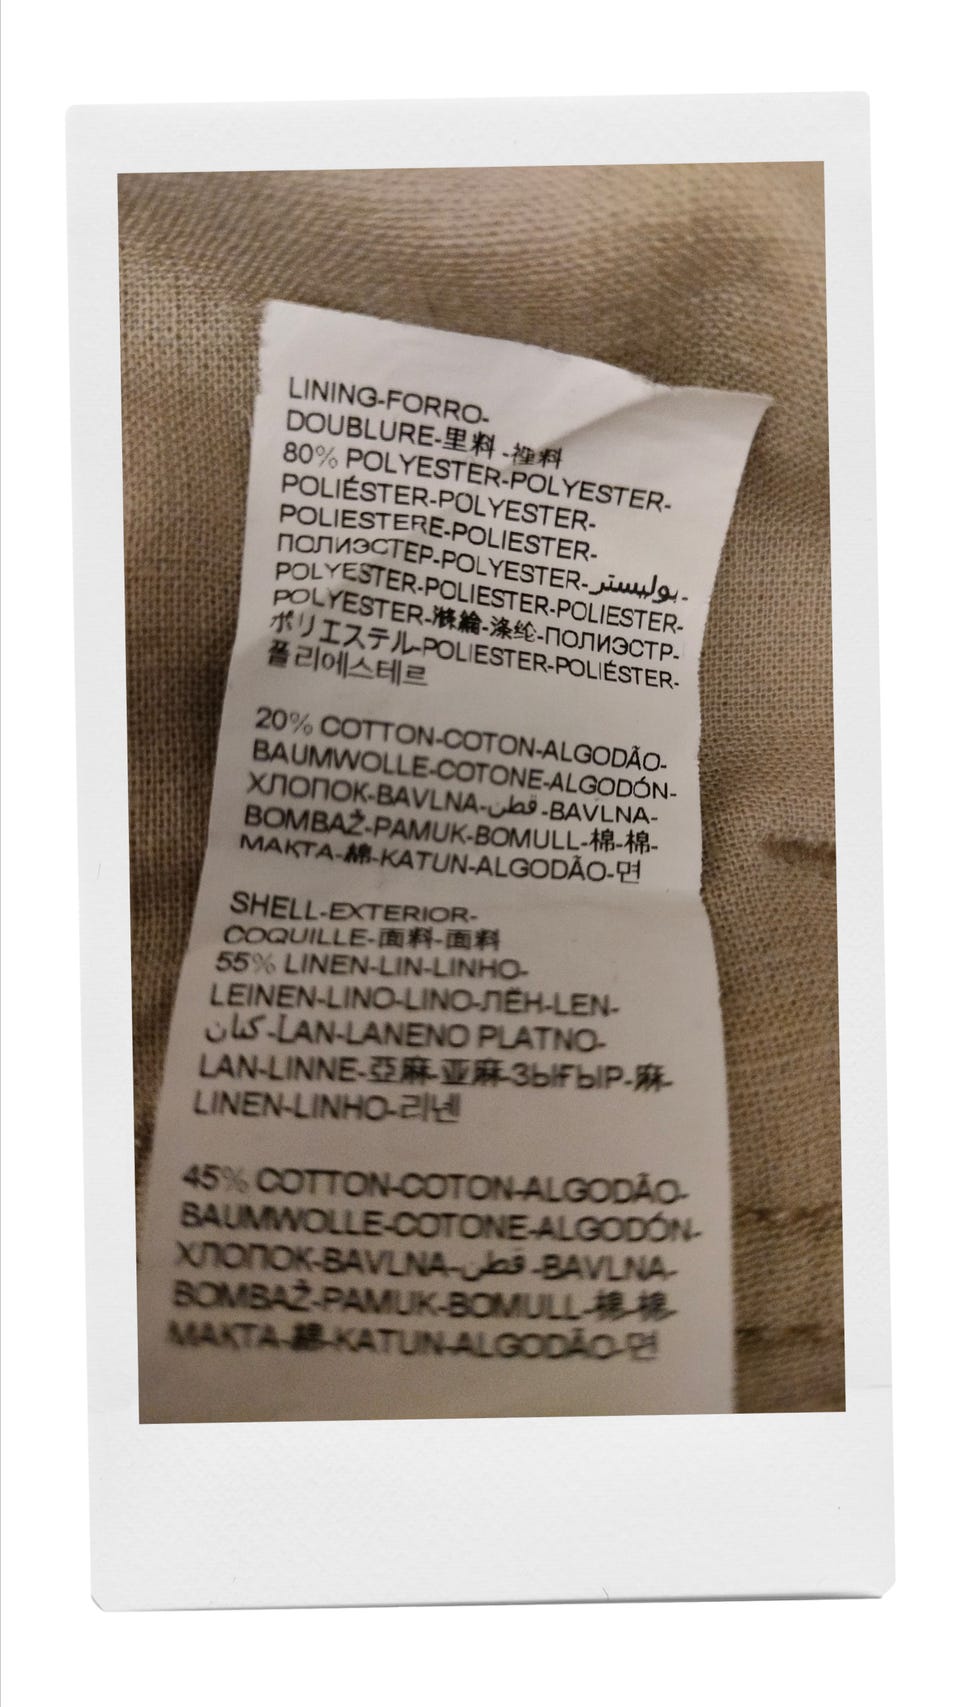 LINING-FORRO-
DOUBLURE-里料-裡料
80% POLYESTER-POLYESTER-
POLIÉSTER-POLYESTER-
POLIESTERE-POLIESTER-
ПОЛИЭСТЕР-POLYESTER-بوليستر-
POLYESTER-POLIESTER-POLIESTER-
POLYESTER-滌綸-涤纶-ПОЛИЭСТР-
ポリエステル-POLIESTER-POLIÉSTER-
폴리에스테르
20% COTTON-COTON-ALGODÃO-
BAUMWOLLE-COTONE-ALGODÓN-
ХЛОПОК-BAVLNA-قطن-BAVLNA-
BOMBAŽ-PAMUK-BOMULL-棉-棉-
МАҚТА-綿-KATUN-ALGODÃO-면
SHELL-EXTERIOR-
COQUILLE-面料-面料
55% LINEN-LIN-LINHO-
LEINEN-LINO-LINO-ЛЁН-LEN-
كتان-ĽAN-LANENO PLATNO-
LAN-LINNE-亞麻-亚麻-ЗЫҒЫР-麻-
LINEN-LINHO-리넨
45% COTTON-COTON-ALGODÃO-
BAUMWOLLE-COTONE-ALGODÓN-
ХЛОПОК-BAVLNA-قطن-BAVLNA-
BOMBAŽ-PAMUK-BOMULL-棉-棉-
МАҚТА-綿-KATUN-ALGODÃO-면